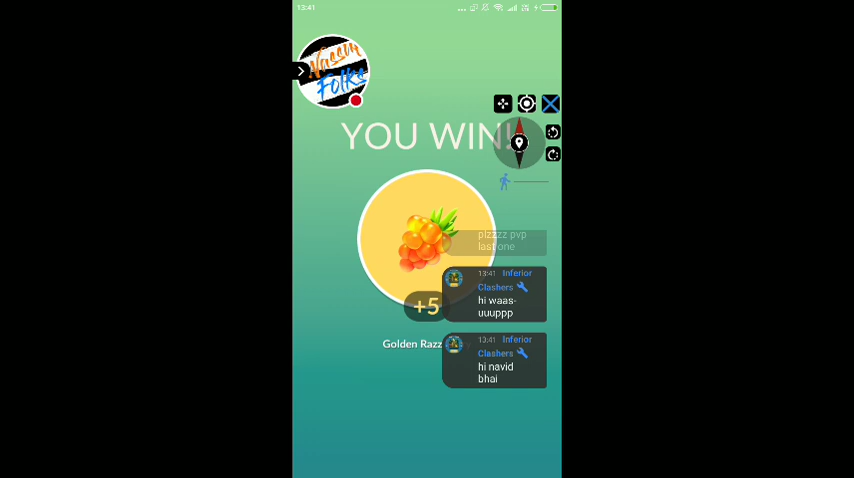 13:41
Nassm
Folks
YOU WIN!
plzzzz pvp
last one
13:41 Inferior
Clashers
hi waas-
uuuppp
+5
13:41 Inferior
Clashers
Golden Razz
hi navid
bhai